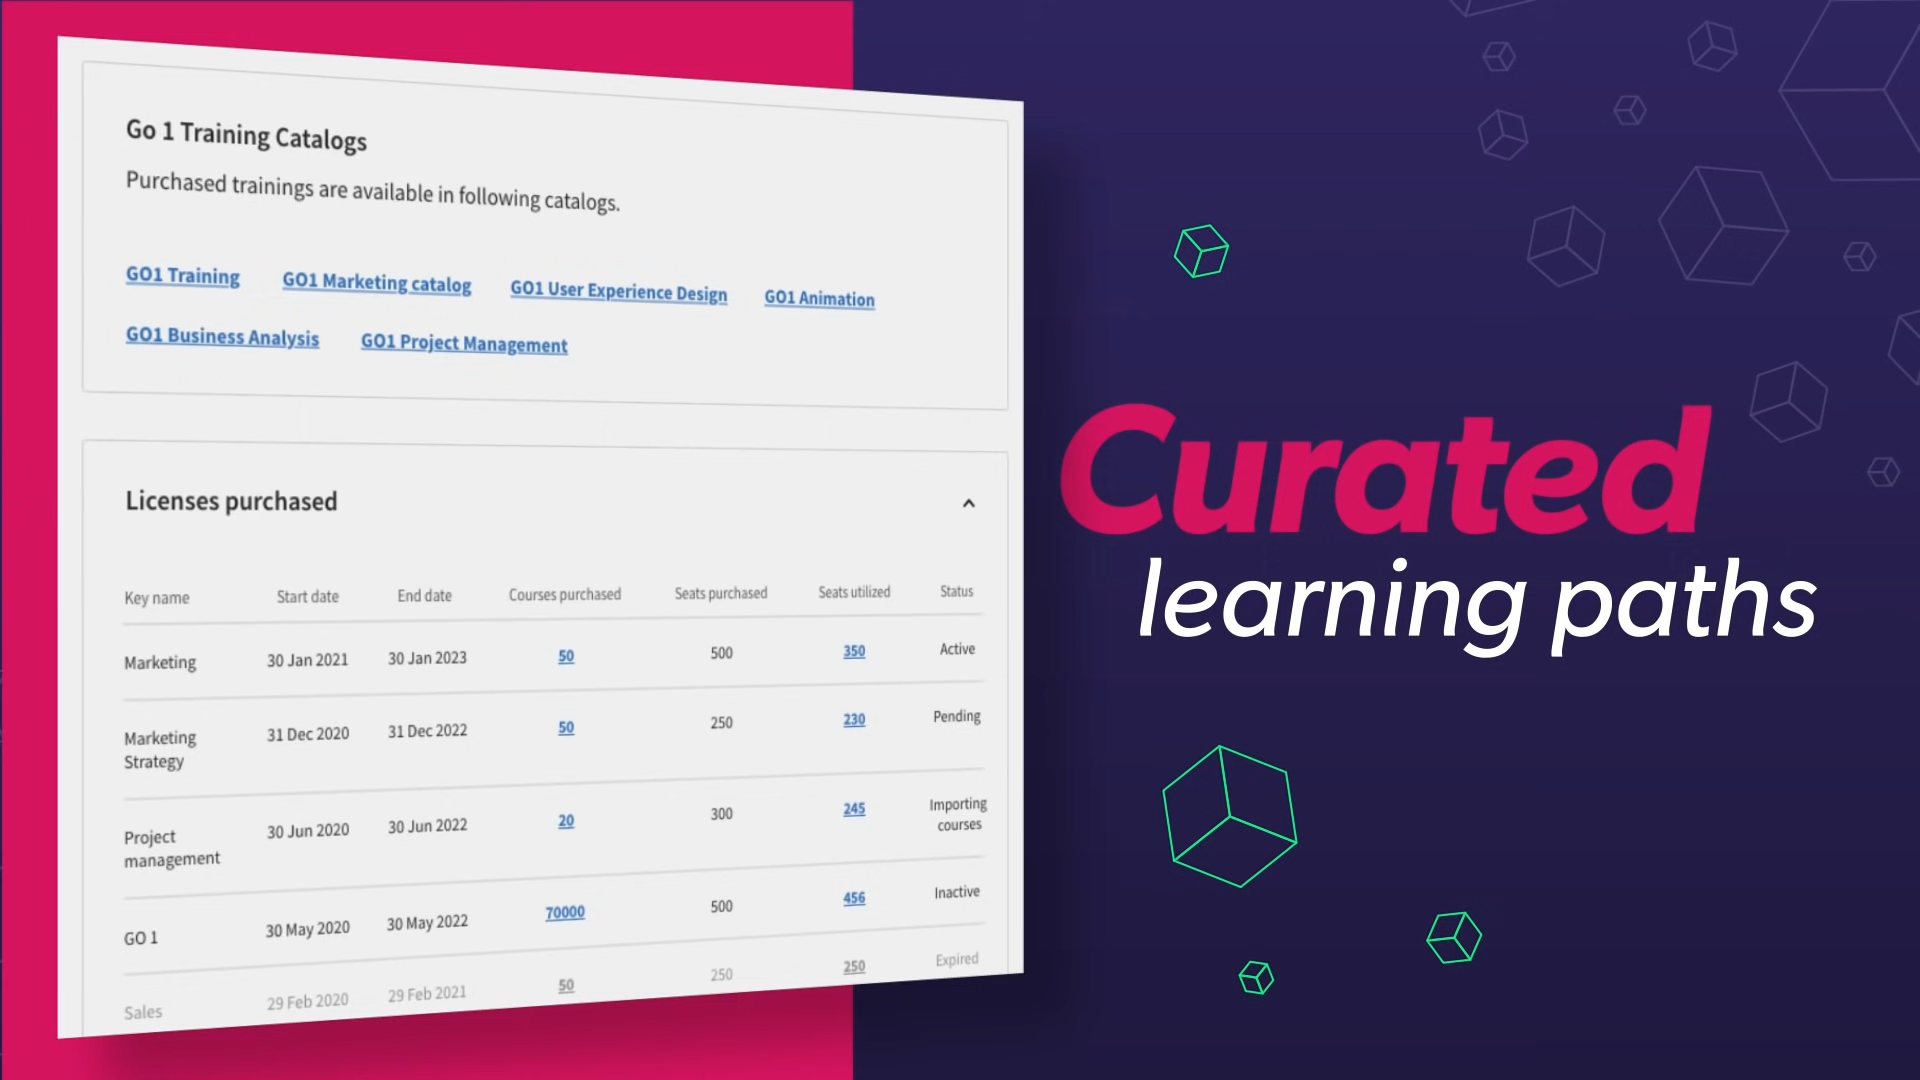 Go 1 Training Catalogs
Purchased trainings are available in following catalogs.
GO1 Training GO1 Marketing catalog GO1 User Experience Design GO1 Animation
GO1 Business Analysis GO1 Project Management
Licenses purchased
Key name Start date End date Courses purchased Seats purchased Seats utilized Status
Marketing 30 Jan 2021 30 Jan 2023 50 500 350 Active
Marketing Strategy 31 Dec 2020 31 Dec 2022 50 250 230 Pending
Project management 30 Jun 2020 30 Jun 2022 20 300 245 Importing courses
GO 1 30 May 2020 30 May 2022 70000 500 456 Inactive
Sales 29 Feb 2020 29 Feb 2021 50 250 250 Expired
Curated
learning paths